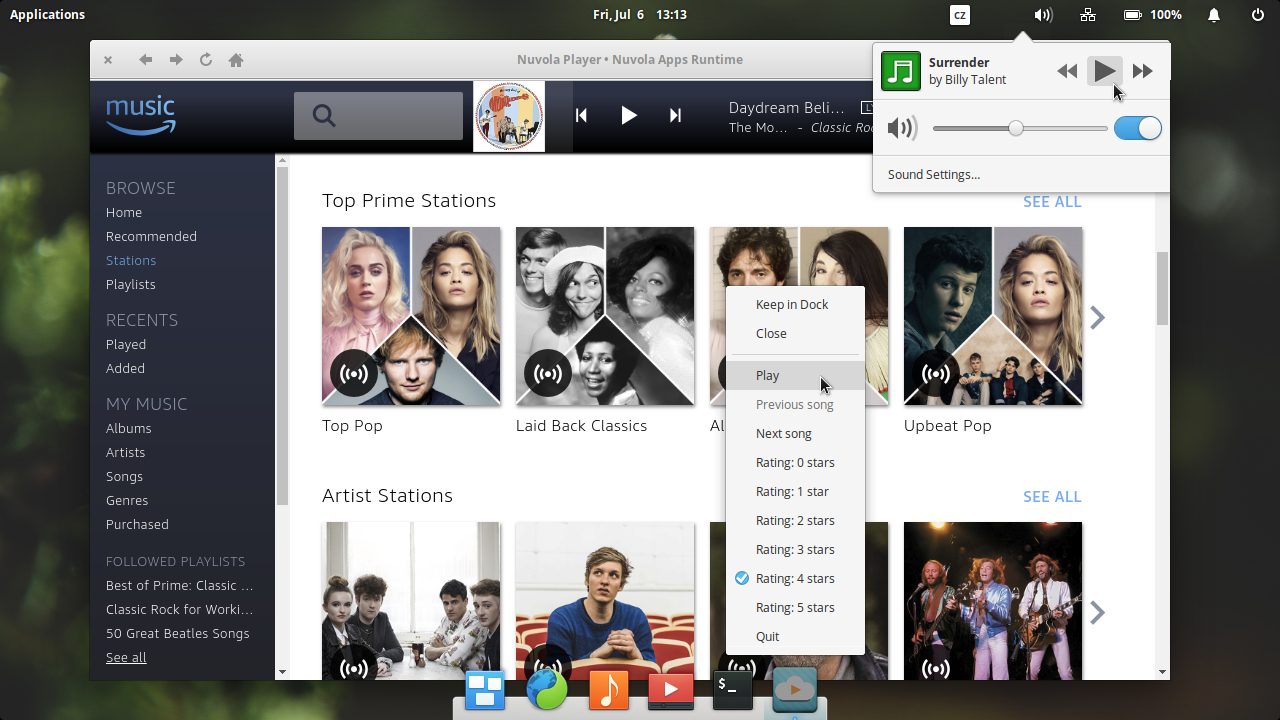 Applications
Fri, Jul 6 13:13
cz
100%
Nuvola Player • Nuvola Apps Runtime
Surrender
by Billy Talent
Sound Settings...
music
Daydream Beli...
The Mo... - Classic Ro
BROWSE
Home
Recommended
Stations
Playlists
RECENTS
Played
Added
MY MUSIC
Albums
Artists
Songs
Genres
Purchased
FOLLOWED PLAYLISTS
Best of Prime: Classic ...
Classic Rock for Worki...
50 Great Beatles Songs
See all
Top Prime Stations
SEE ALL
Top Pop
Laid Back Classics
Al
Upbeat Pop
Artist Stations
SEE ALL
Keep in Dock
Close
Play
Previous song
Next song
Rating: 0 stars
Rating: 1 star
Rating: 2 stars
Rating: 3 stars
Rating: 4 stars
Rating: 5 stars
Quit